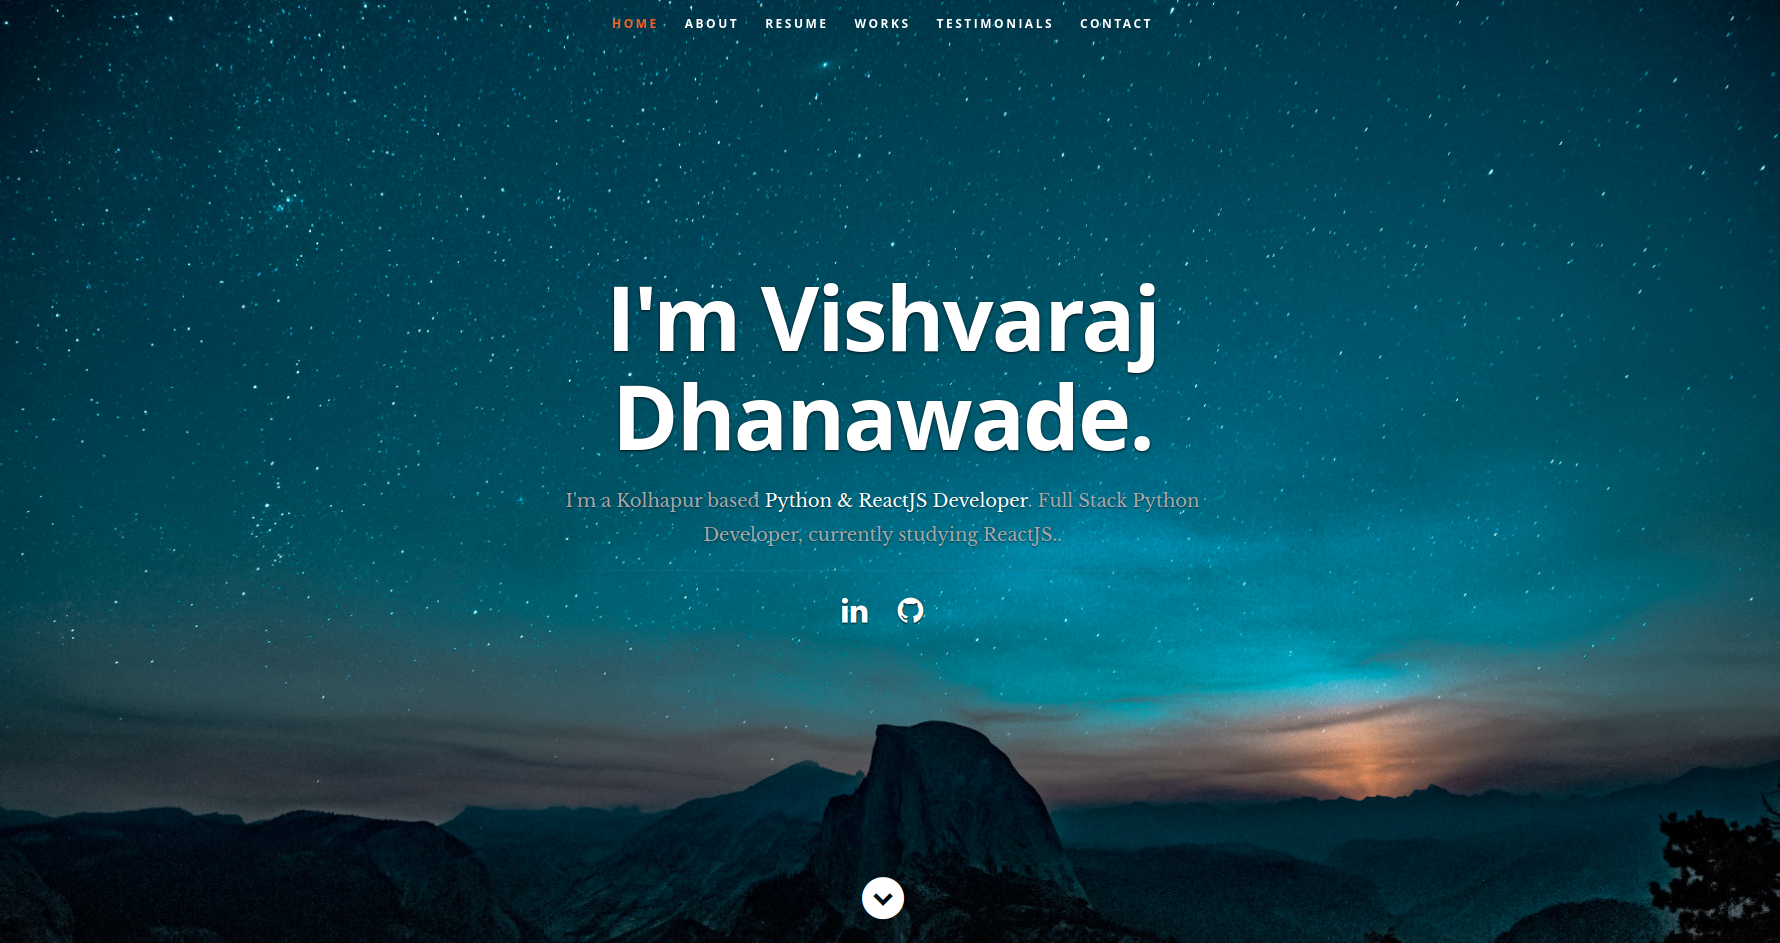 HOME ABOUT RESUME WORKS TESTIMONIALS CONTACT
I'm Vishvaraj
Dhanawade.
I'm a Kolhapur based Python & ReactJS Developer. Full Stack Python
Developer, currently studying ReactJS..
in